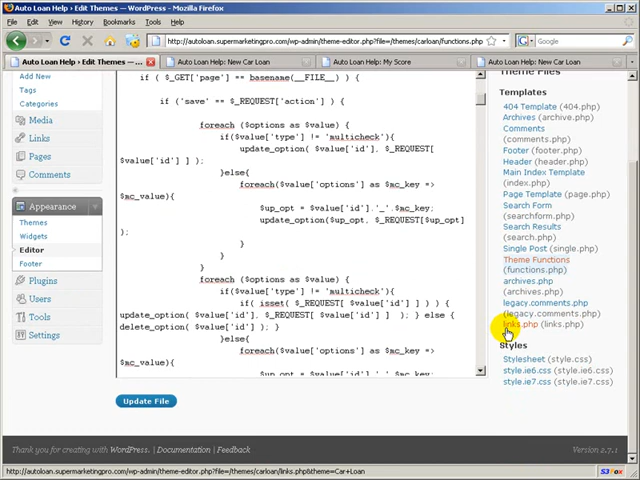 Auto Loan Help › Edit Themes — WordPress - Mozilla Firefox
File Edit View History Bookmarks Tools Help
http://autoloan.supermarketpro.com/wp-admin/theme-editor.php?file=/themes/carloan/functions.php
Google
Auto Loan Help › Edit Themes — ...
Auto Loan Help: New Car Loan
Auto Loan Help: My Score
Auto Loan Help: New Car Loan
Add New
Tags
Categories
Media
Links
Pages
Comments
Appearance
Themes
Widgets
Editor
Footer
Plugins
Users
Tools
Settings
if ( $_GET['page'] == basename(__FILE__) ) {
if ('save' == $_REQUEST['action'] ) {
foreach ($options as $value) {
if($value['type'] != 'multicheck'){
update_option( $value['id'], $_REQUEST[
$value['id'] ] );
}else{
foreach($value['options'] as $mc_key =>
$mc_value){
$up_opt = $value['id'].'_'.$mc_key;
update_option($up_opt, $_REQUEST[$up_opt]
);
}
}
}
foreach ($options as $value) {
if($value['type'] != 'multicheck'){
if( isset( $_REQUEST[ $value['id'] ] ) ) {
update_option( $value['id'], $_REQUEST[ $value['id'] ] ); } else {
delete_option( $value['id'] ); }
}else{
foreach($value['options'] as $mc_key =>
$mc_value){
$up_opt = $value['id'].'_'.$mc_key;
Update File
Theme Files
Templates
404 Template (404.php)
Archives (archive.php)
Comments
(comments.php)
Footer (footer.php)
Header (header.php)
Main Index Template
(index.php)
Page Template (page.php)
Search Form
(searchform.php)
Search Results
(search.php)
Single Post (single.php)
Theme Functions
(functions.php)
archives.php
(archives.php)
legacy.comments.php
(legacy.comments.php)
links.php (links.php)
Styles
Stylesheet (style.css)
style.ie6.css (style.ie6.css)
style.ie7.css (style.ie7.css)
Thank you for creating with WordPress. | Documentation | Feedback
Version 2.7.1
http://autoloan.supermarketpro.com/wp-admin/theme-editor.php?file=/themes/carloan/links.php&theme=Car+Loan
S3Fox